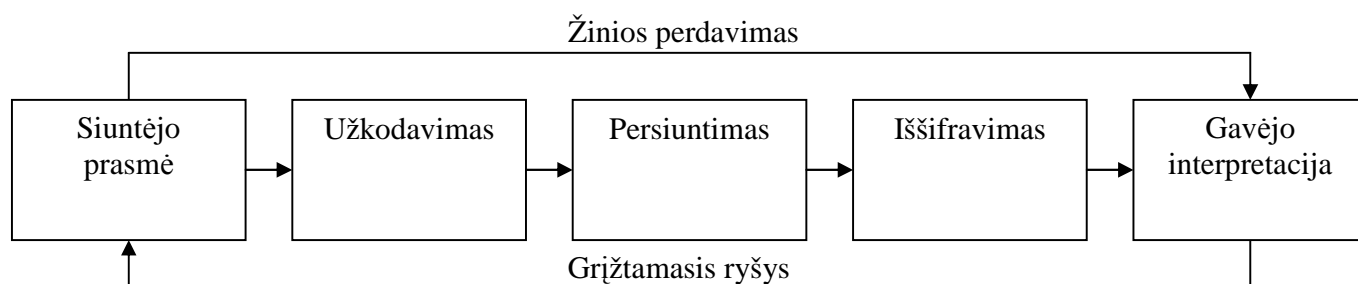 Žinios perdavimas
Siuntėjo
prasmė
Užkodavimas
Persiuntimas
Iššifravimas
Gavėjo
interpretacija
Grįžtamasis ryšys